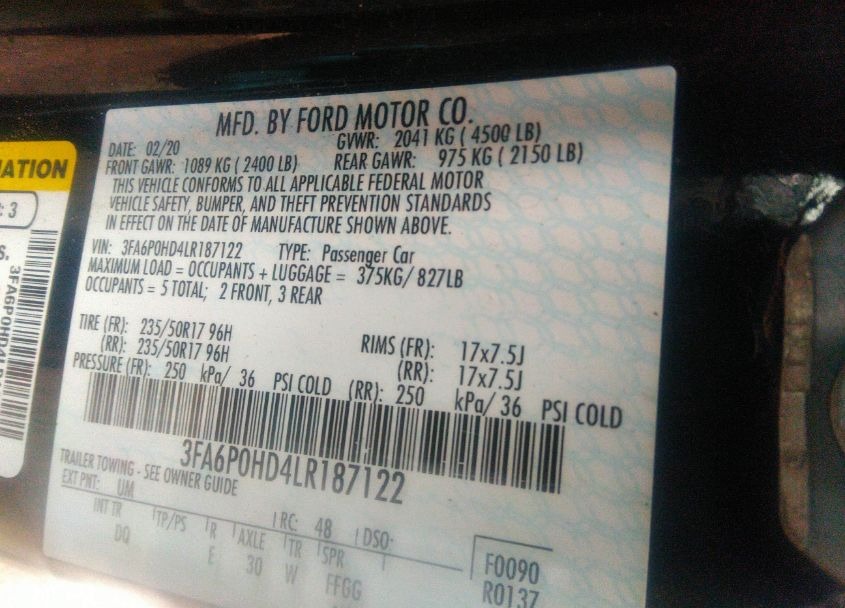 MFD. BY FORD MOTOR CO.
DATE: 02/20 GVWR: 2041 KG ( 4500 LB)
FRONT GAWR: 1089 KG ( 2400 LB) REAR GAWR: 975 KG ( 2150 LB)
THIS VEHICLE CONFORMS TO ALL APPLICABLE FEDERAL MOTOR
VEHICLE SAFETY, BUMPER, AND THEFT PREVENTION STANDARDS
IN EFFECT ON THE DATE OF MANUFACTURE SHOWN ABOVE.
VIN: 3FA6P0HD4LR187122 TYPE: Passenger Car
MAXIMUM LOAD = OCCUPANTS + LUGGAGE = 375KG/ 827LB
OCCUPANTS = 5 TOTAL; 2 FRONT, 3 REAR
TIRE (FR): 235/50R17 96H RIMS (FR): 17x7.5J
(RR): 235/50R17 96H (RR): 17x7.5J
PRESSURE (FR): 250 kPa/ 36 PSI COLD (RR): 250 kPa/ 36 PSI COLD
3FA6P0HD4LR187122
TRAILER TOWING - SEE OWNER GUIDE
EXT PNT: UM RC: 48 DSO:
INT TR TP/PS R AXLE TR SPR
DQ E 30 W FFGG
F0090
R0137
ATION
: 3
S.
3FA6P0HD4L